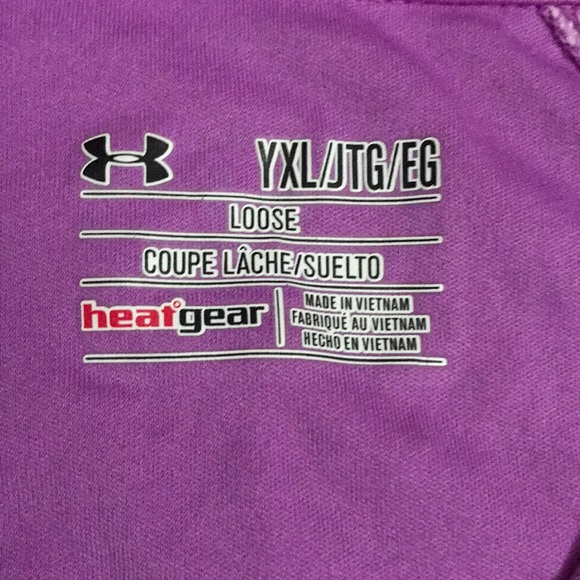 YXL/JTG/EG
LOOSE
COUPE LÂCHE/SUELTO
heatgear
MADE IN VIETNAM
FABRIQUÉ AU VIETNAM
HECHO EN VIETNAM